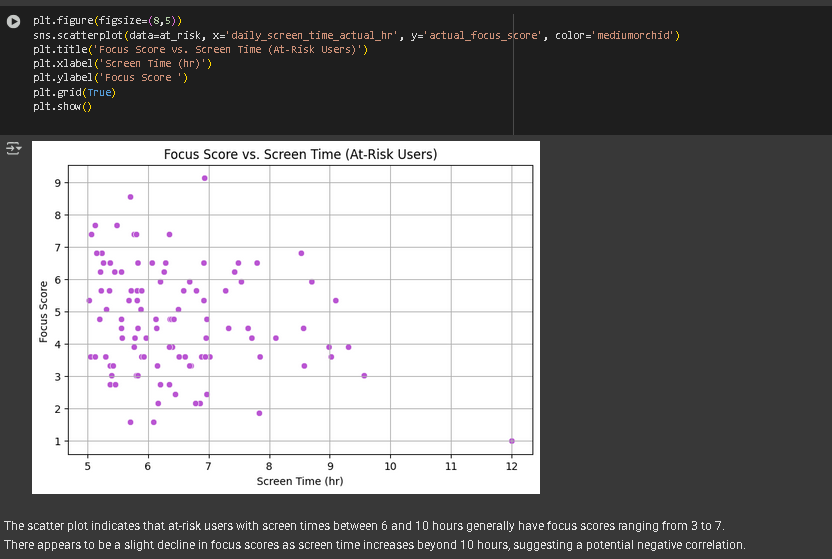 plt.figure(figsize=(8,5))
sns.scatterplot(data=at_risk, x='daily_screen_time_actual_hr', y='actual_focus_score', color='mediumorchid')
plt.title('Focus Score vs. Screen Time (At-Risk Users)')
plt.xlabel('Screen Time (hr)')
plt.ylabel('Focus Score ')
plt.grid(True)
plt.show()
Focus Score vs. Screen Time (At-Risk Users)
9
8
7
6
5
4
3
2
1
Focus Score
5 6 7 8 9 10 11 12
Screen Time (hr)
The scatter plot indicates that at-risk users with screen times between 6 and 10 hours generally have focus scores ranging from 3 to 7.
There appears to be a slight decline in focus scores as screen time increases beyond 10 hours, suggesting a potential negative correlation.